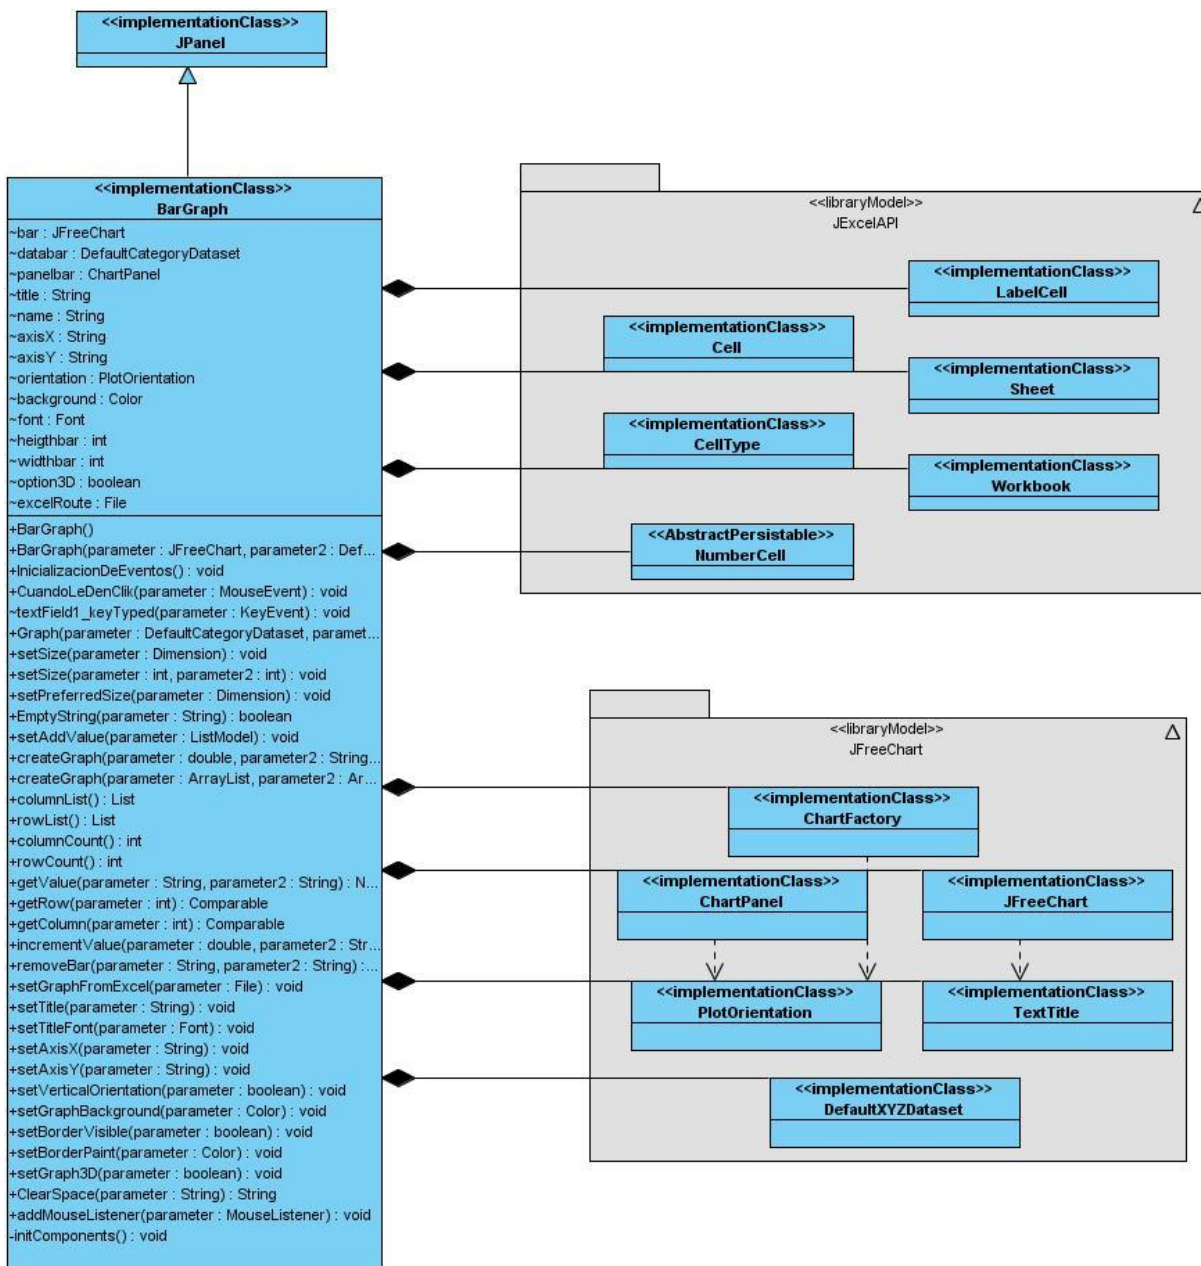 <<implementationClass>>
JPanel
<<implementationClass>>
BarGraph
~bar : JFreeChart
~databar : DefaultCategoryDataset
~panelbar : ChartPanel
~title : String
~name : String
~axisX : String
~axisY : String
~orientation : PlotOrientation
~background : Color
~font : Font
~heigthbar : int
~widthbar : int
~option3D : boolean
~excelRoute : File
+BarGraph()
+BarGraph(parameter : JFreeChart, parameter2 : Def...
+InicializacionDeEventos() : void
+CuandoLeDenClik(parameter : MouseEvent) : void
~textField1_keyTyped(parameter : KeyEvent) : void
+Graph(parameter : DefaultCategoryDataset, paramet...
+setSize(parameter : Dimension) : void
+setSize(parameter : int, parameter2 : int) : void
+setPreferredSize(parameter : Dimension) : void
+EmptyString(parameter : String) : boolean
+setAddValue(parameter : ListModel) : void
+createGraph(parameter : double, parameter2 : String...
+createGraph(parameter : ArrayList, parameter2 : Ar...
+columnList() : List
+rowList() : List
+columnCount() : int
+rowCount() : int
+getValue(parameter : String, parameter2 : String) : N...
+getRow(parameter : int) : Comparable
+getColumn(parameter : int) : Comparable
+incrementValue(parameter : double, parameter2 : Str...
+removeBar(parameter : String, parameter2 : String) :...
+setGraphFromExcel(parameter : File) : void
+setTitle(parameter : String) : void
+setTitleFont(parameter : Font) : void
+setAxisX(parameter : String) : void
+setAxisY(parameter : String) : void
+setVerticalOrientation(parameter : boolean) : void
+setGraphBackground(parameter : Color) : void
+setBorderVisible(parameter : boolean) : void
+setBorderPaint(parameter : Color) : void
+setGraph3D(parameter : boolean) : void
+ClearSpace(parameter : String) : String
+addMouseListener(parameter : MouseListener) : void
-initComponents() : void
<<libraryModel>>
JExcelAPI
<<implementationClass>>
LabelCell
<<implementationClass>>
Cell
<<implementationClass>>
Sheet
<<implementationClass>>
CellType
<<implementationClass>>
Workbook
<<AbstractPersistable>>
NumberCell
<<libraryModel>>
JFreeChart
<<implementationClass>>
ChartFactory
<<implementationClass>>
ChartPanel
<<implementationClass>>
JFreeChart
<<implementationClass>>
PlotOrientation
<<implementationClass>>
TextTitle
<<implementationClass>>
DefaultXYZDataset